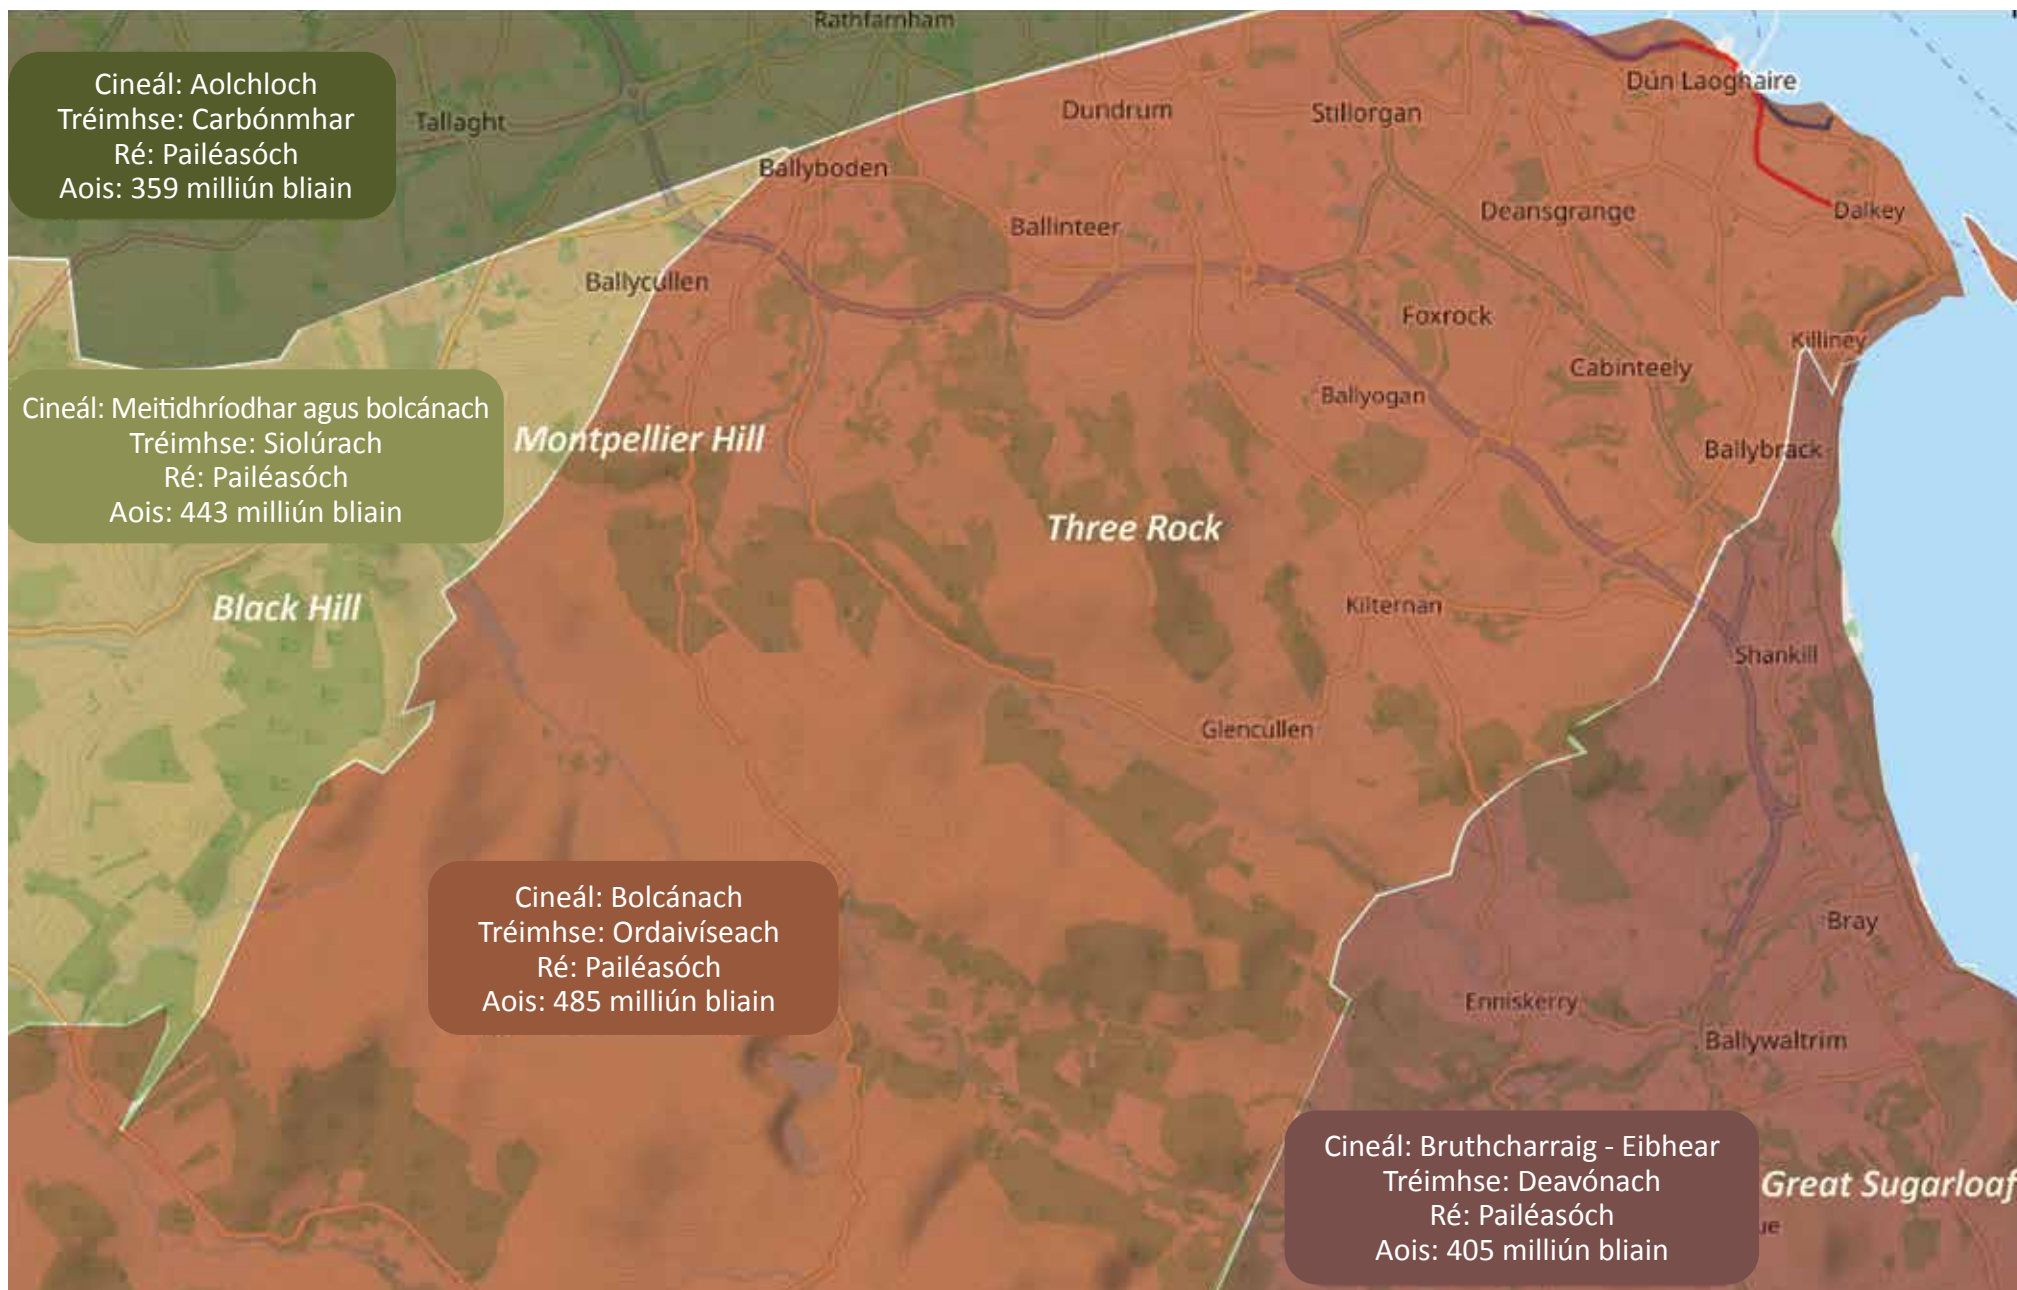 Rathfarnham
Cineál: Aolchloch
Tréimhse: Carbónmhar
Ré: Pailéasóch
Aois: 359 milliún bliain
Tallaght
Dundrum
Stillorgan
Dún Laoghaire
Ballyboden
Ballinteer
Deansgrange
Dalkey
Ballycullen
Foxrock
Killiney
Cabinteely
Ballyogan
Cineál: Meitidhríodhar agus bolcánach
Tréimhse: Siolúrach
Ré: Pailéasóch
Aois: 443 milliún bliain
Montpellier Hill
Ballybrack
Three Rock
Black Hill
Kilternan
Shankill
Glencullen
Cineál: Bolcánach
Tréimhse: Ordaivíseach
Ré: Pailéasóch
Aois: 485 milliún bliain
Bray
Enniskerry
Ballywaltrim
Cineál: Bruthcharraig - Eibhear
Tréimhse: Deavónach
Ré: Pailéasóch
Aois: 405 milliún bliain
Great Sugarloaf
ue